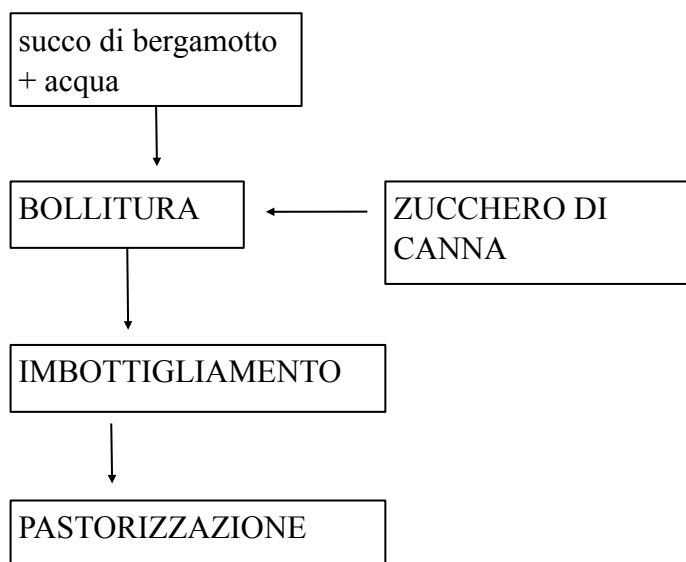 succo di bergamotto
+ acqua
BOLLITURA
ZUCCHERO DI
CANNA
IMBOTTIGLIAMENTO
PASTORIZZAZIONE